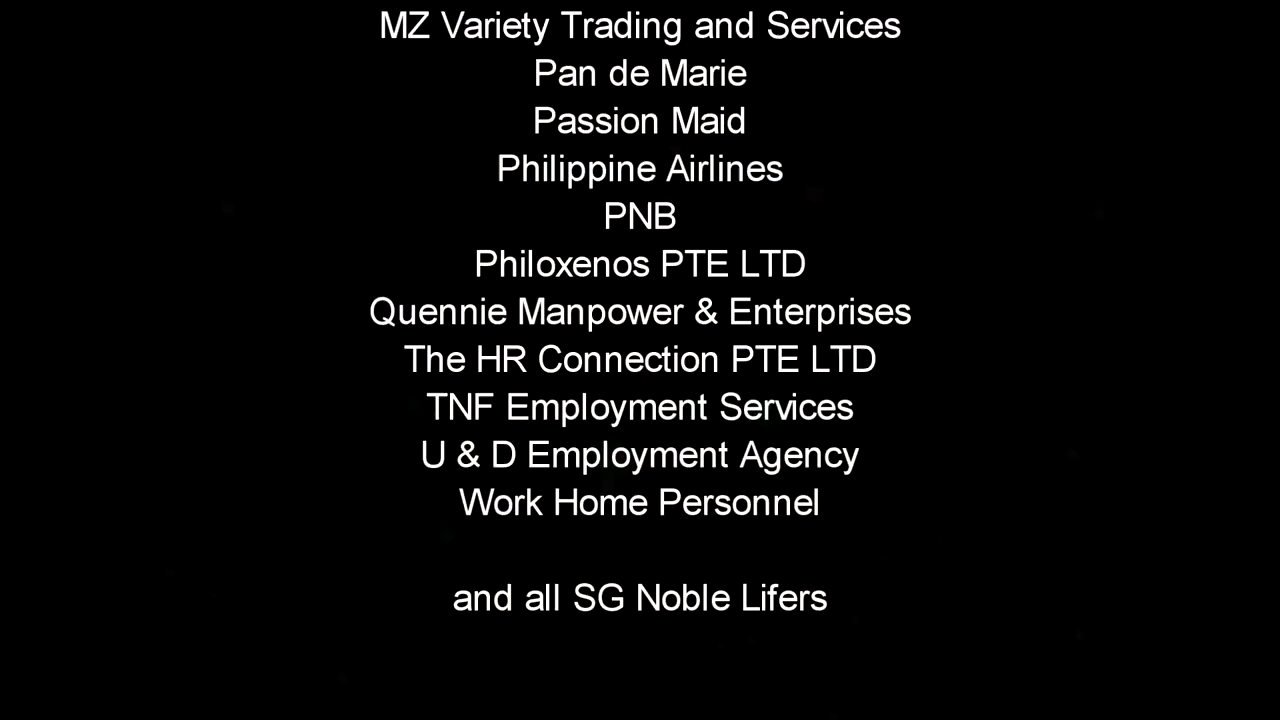 MZ Variety Trading and Services
Pan de Marie
Passion Maid
Philippine Airlines
PNB
Philoxenos PTE LTD
Quennie Manpower & Enterprises
The HR Connection PTE LTD
TNF Employment Services
U & D Employment Agency
Work Home Personnel
and all SG Noble Lifers